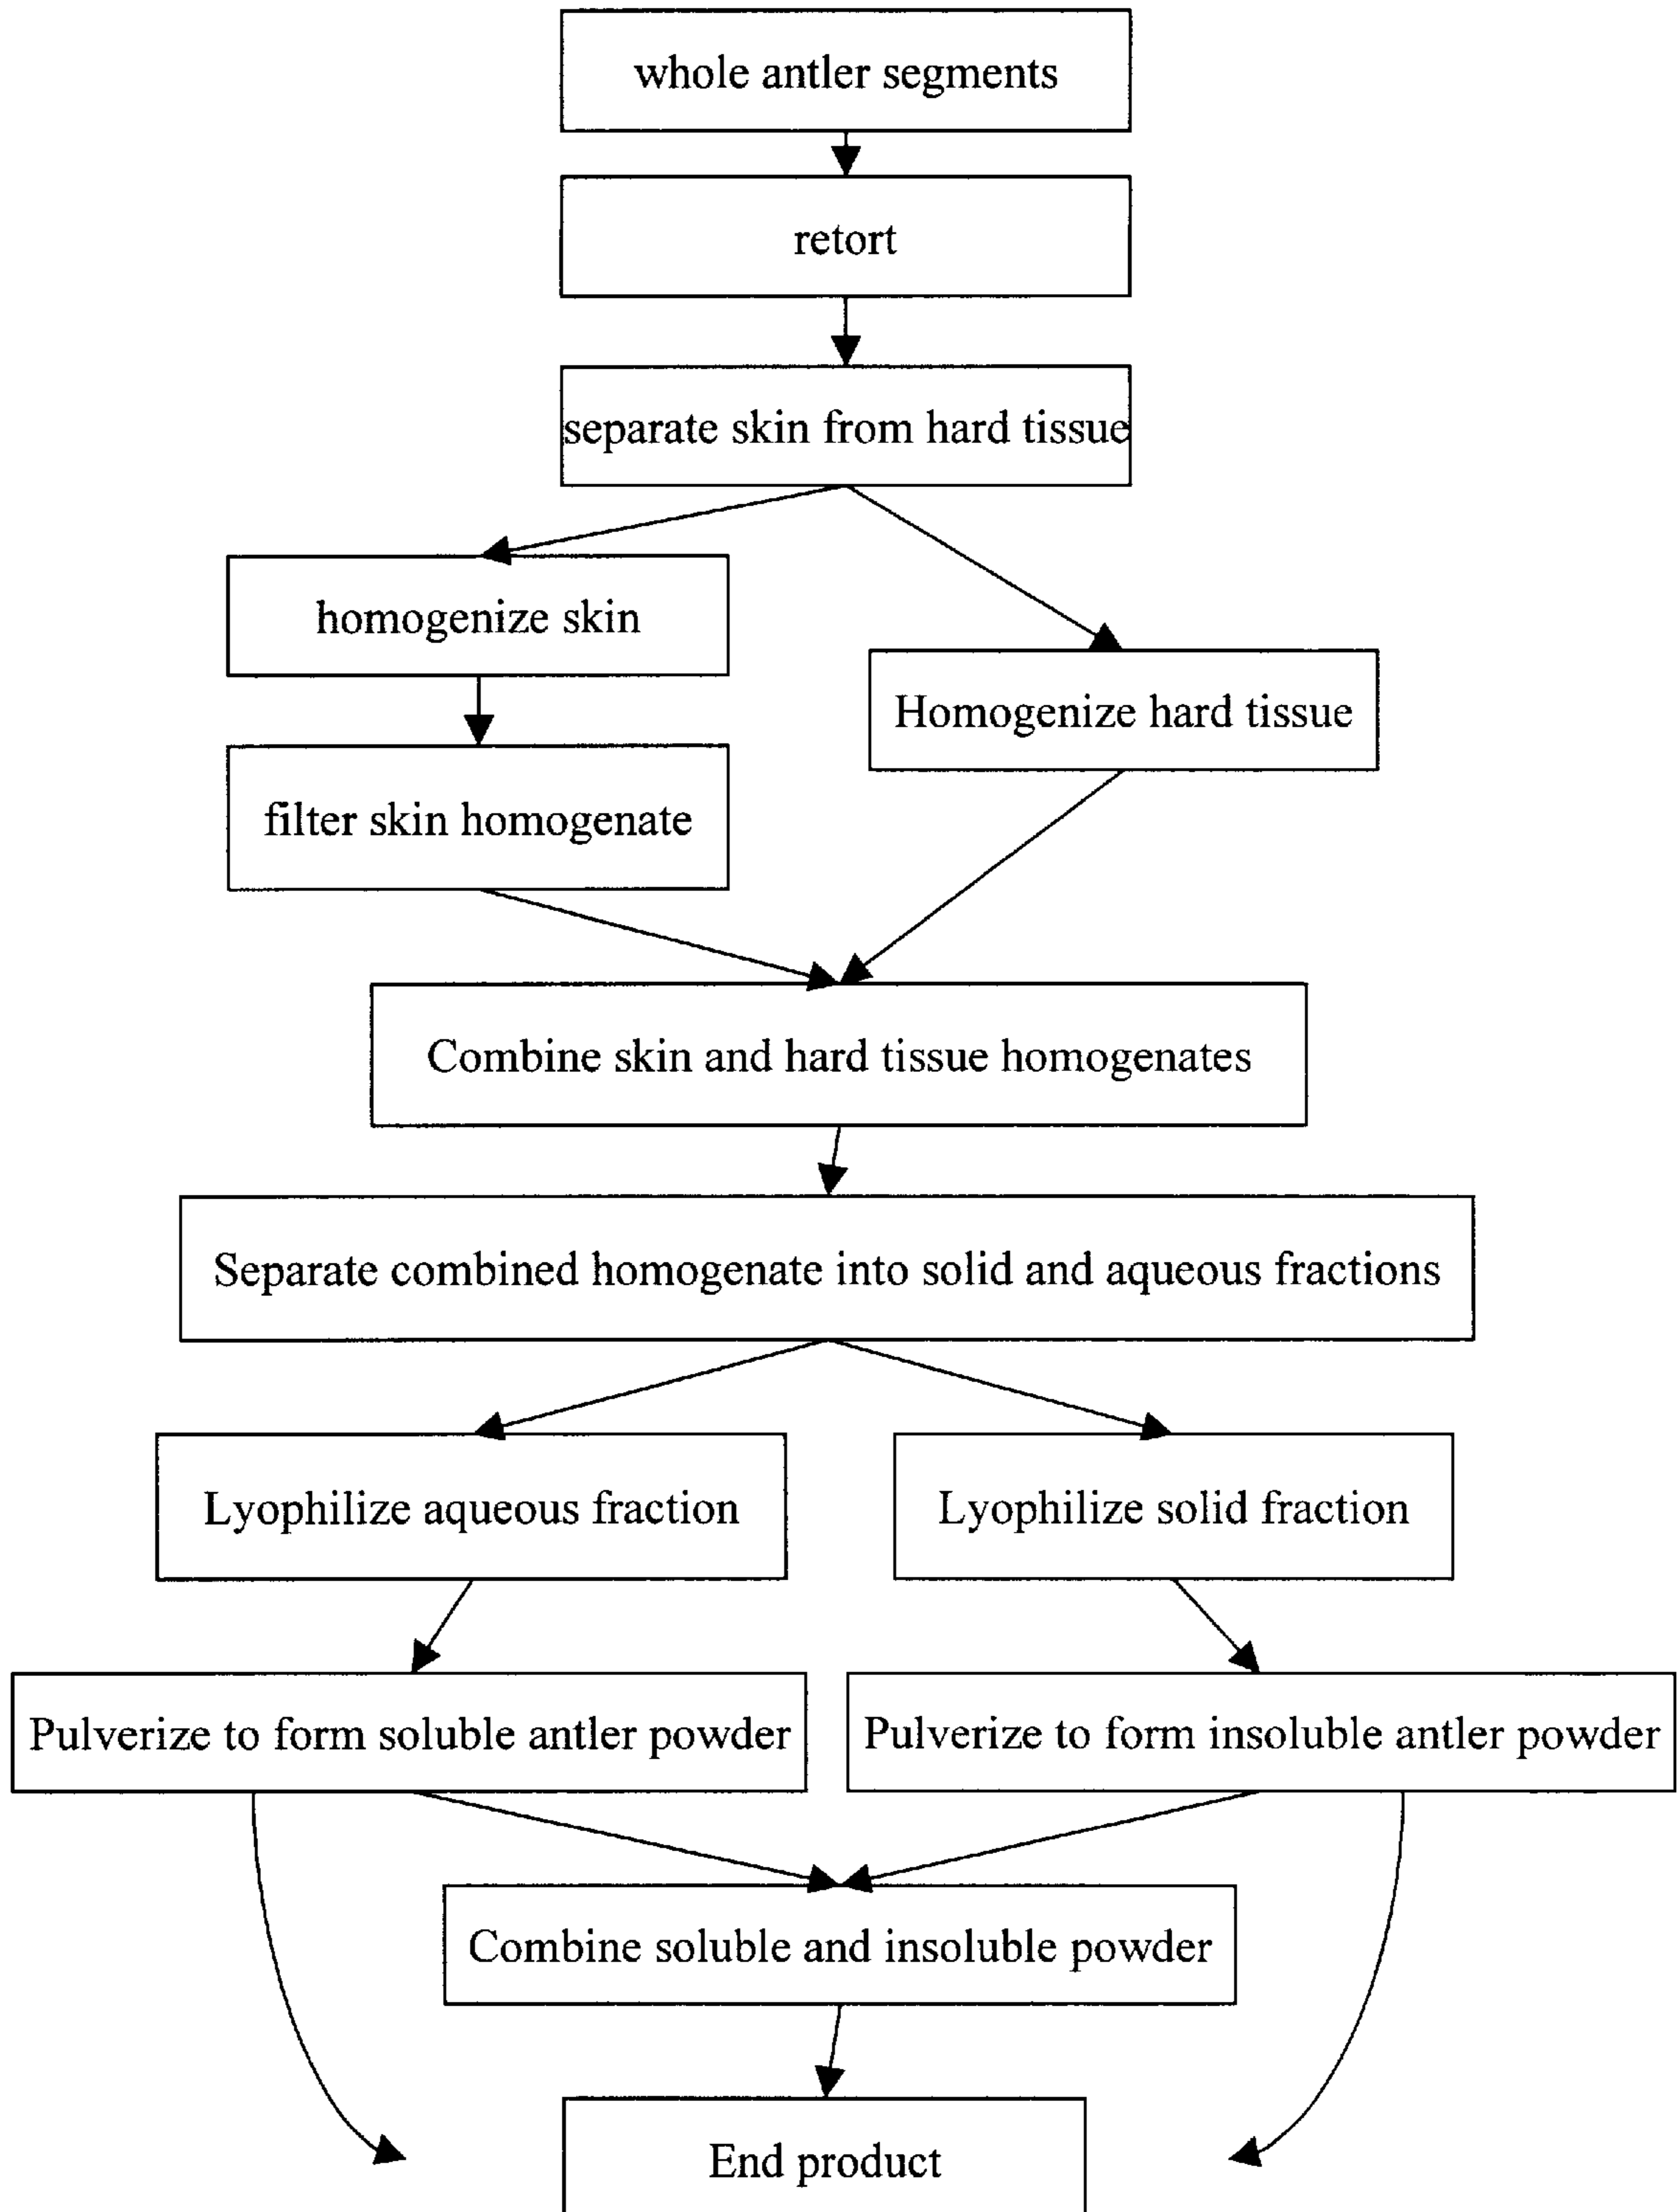 whole antler segments
retort
separate skin from hard tissue
homogenize skin
Homogenize hard tissue
filter skin homogenate
Combine skin and hard tissue homogenates
Separate combined homogenate into solid and aqueous fractions
Lyophilize aqueous fraction
Lyophilize solid fraction
Pulverize to form soluble antler powder
Pulverize to form insoluble antler powder
Combine soluble and insoluble powder
End product